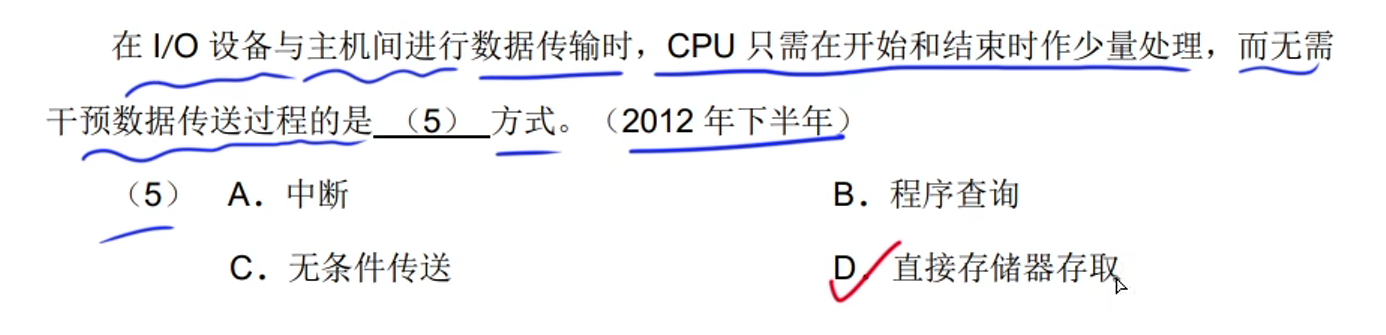 在 I/O 设备与主机间进行数据传输时，CPU 只需在开始和结束时作少量处理，而无需
干预数据传送过程的是 （5） 方式。（2012 年下半年）
（5） A．中断 B．程序查询
C．无条件传送 D．直接存储器存取